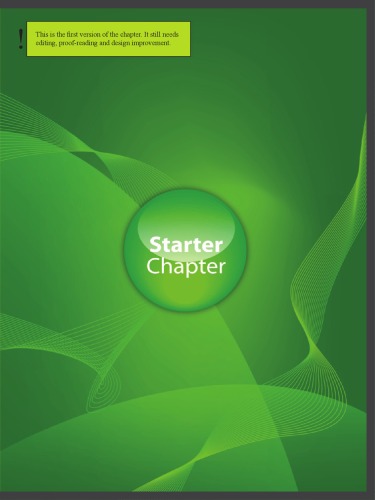 !
This is the first version of the chapter. It still needs
editing, proof-reading and design improvement.
Starter
Chapter